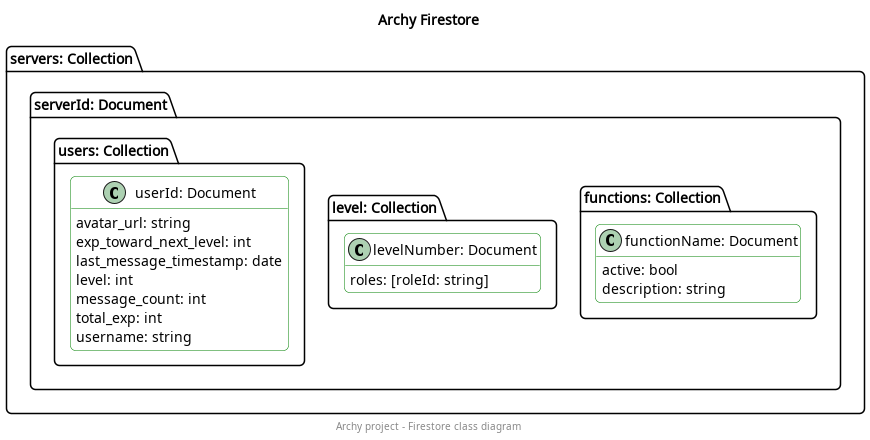 Archy Firestore
servers: Collection
serverId: Document
users: Collection
C userId: Document
avatar_url: string
exp_toward_next_level: int
last_message_timestamp: date
level: int
message_count: int
total_exp: int
username: string
level: Collection
C levelNumber: Document
roles: [roleId: string]
functions: Collection
C functionName: Document
active: bool
description: string
Archy project - Firestore class diagram